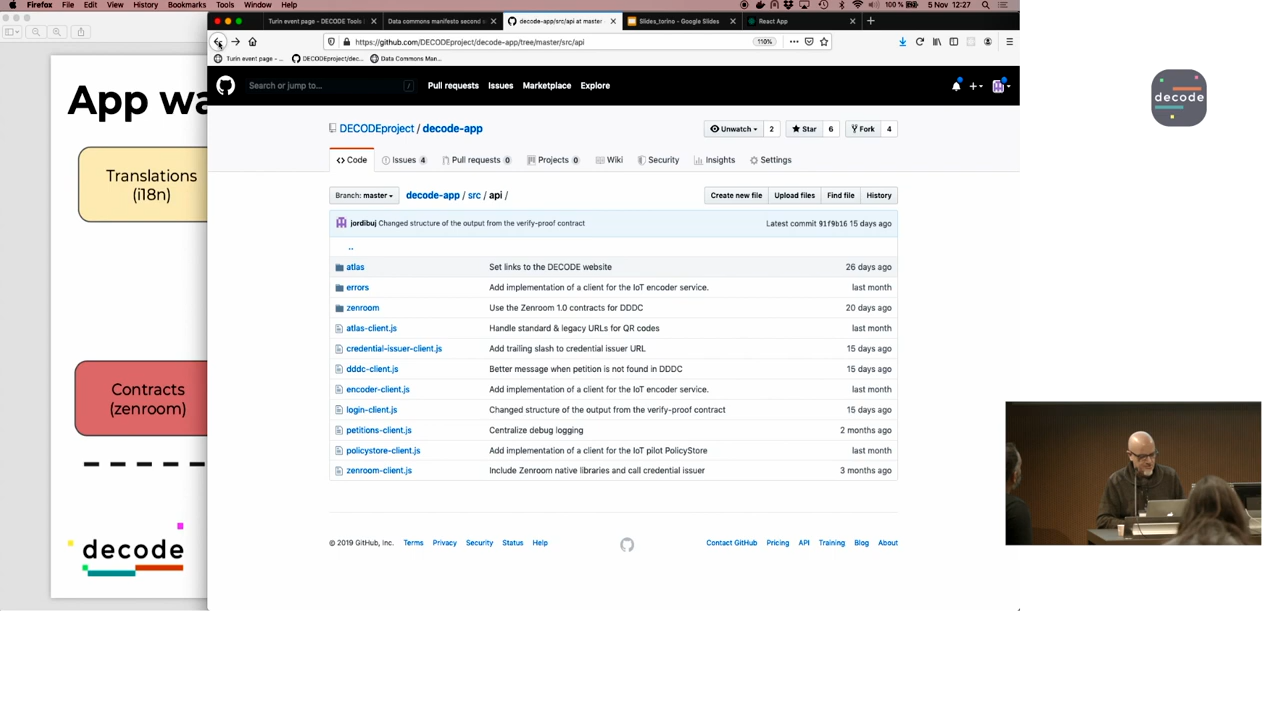 Firefox File Edit View History Bookmarks Tools Window Help
100 % 5 Nov 12:27
Turin event page – DECODE Tools
Data commons manifesto second
decode-app/src/api at master
Slides_torino - Google Slides
React App
https://github.com/DECODEproject/decode-app/tree/master/src/api
110%
Turin event page - ...
DECODEproject/dec...
Data Commons Man...
Search or jump to... /
Pull requests Issues Marketplace Explore
DECODEproject / decode-app
Unwatch 2 Star 6 Fork 4
Code Issues 4 Pull requests 0 Projects 0 Wiki Security Insights Settings
Branch: master decode-app / src / api /
Create new file Upload files Find file History
jordibuj Changed structure of the output from the verify-proof contract Latest commit 91f9b16 15 days ago
..
atlas Set links to the DECODE website 26 days ago
errors Add implementation of a client for the IoT encoder service. last month
zenroom Use the Zenroom 1.0 contracts for DDDC 20 days ago
atlas-client.js Handle standard & legacy URLs for QR codes last month
credential-issuer-client.js Add trailing slash to credential issuer URL 15 days ago
dddc-client.js Better message when petition is not found in DDDC 15 days ago
encoder-client.js Add implementation of a client for the IoT encoder service. last month
login-client.js Changed structure of the output from the verify-proof contract 15 days ago
petitions-client.js Centralize debug logging 2 months ago
policystore-client.js Add implementation of a client for the IoT pilot PolicyStore last month
zenroom-client.js Include Zenroom native libraries and call credential issuer 3 months ago
© 2019 GitHub, Inc. Terms Privacy Security Status Help
Contact GitHub Pricing API Training Blog About
App wa
Translations
(i18n)
Contracts
(zenroom)
decode
decode